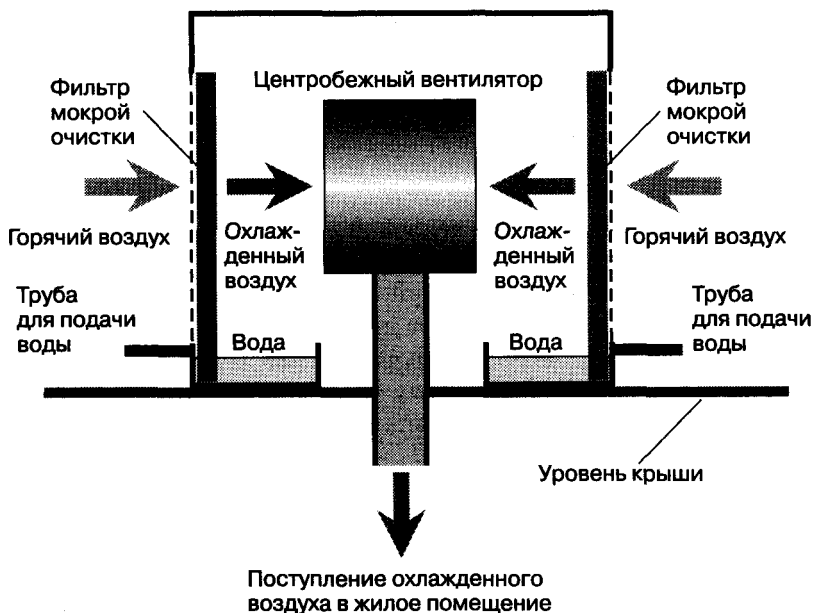 Центробежный вентилятор
Фильтр
мокрой
очистки
Фильтр
мокрой
очистки
Горячий воздух
Охлаж-
денный
воздух
Охлаж-
денный
воздух
Горячий воздух
Труба
для подачи
воды
Вода
Вода
Труба
для подачи
воды
Уровень крыши
Поступление охлажденного
воздуха в жилое помещение